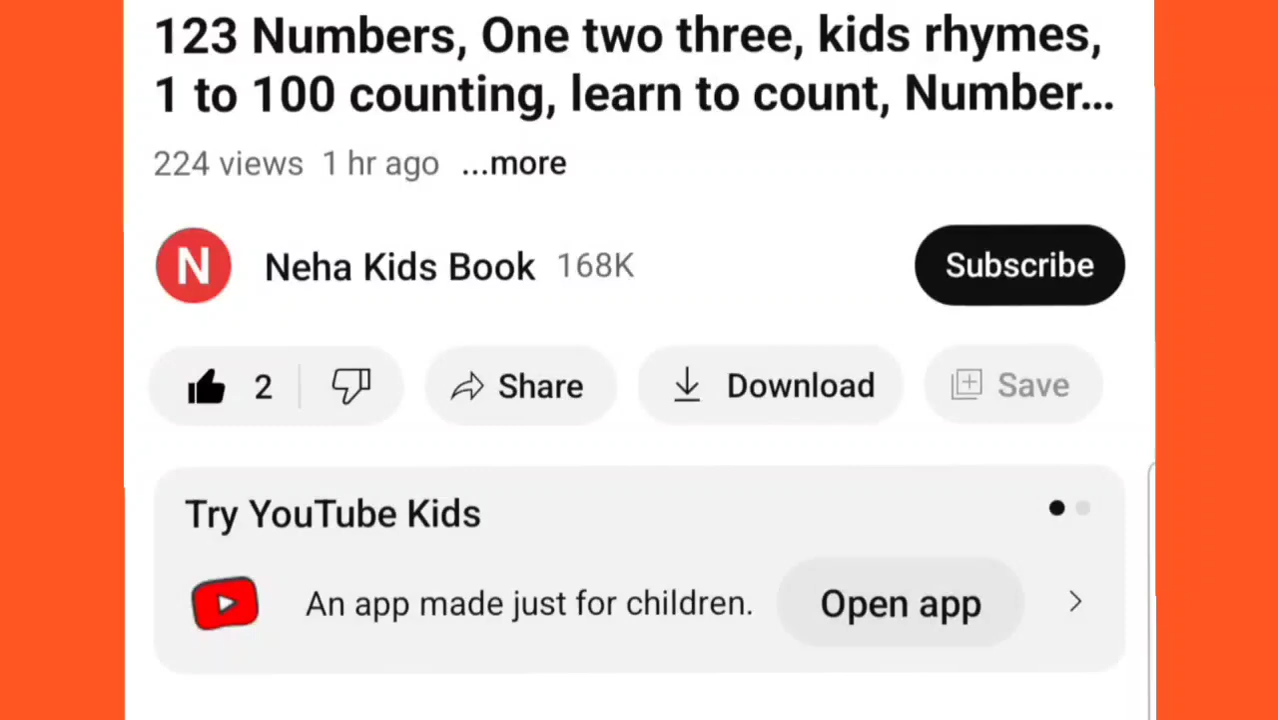 123 Numbers, One two three, kids rhymes,
1 to 100 counting, learn to count, Number...
224 views 1 hr ago ...more
N Neha Kids Book 168K Subscribe
2 Share Download Save
Try YouTube Kids
An app made just for children. Open app